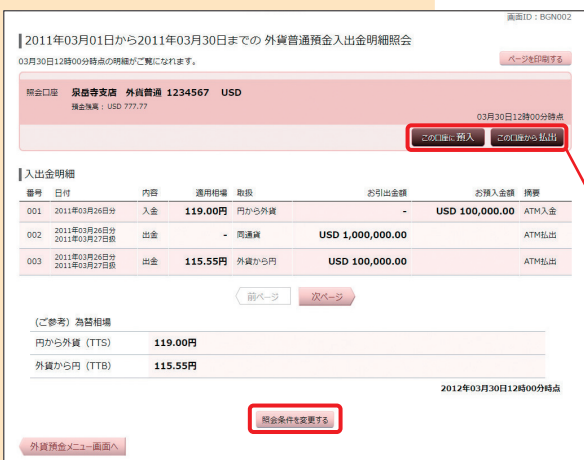 画面ID：BGN002
2011年03月01日から2011年03月30日までの 外貨普通預金入出金明細照会
03月30日12時00分時点の明細がご覧になれます。
ページを印刷する
照会口座 泉岳寺支店 外貨普通 1234567 USD
預金残高：USD 777.77
03月30日12時00分時点
この口座に預入 この口座から払出
入出金明細
番号 日付 内容 適用相場 取扱 お引出金額 お預入金額 摘要
001 2011年03月26日分 入金 119.00円 円から外貨 - USD 100,000.00 ATM入金
002 2011年03月26日分 2011年03月27日扱 出金 - 同通貨 USD 1,000,000.00 ATM払出
003 2011年03月26日分 2011年03月27日扱 出金 115.55円 外貨から円 USD 100,000.00 ATM払出
前ページ 次ページ
(ご参考) 為替相場
円から外貨（TTS） 119.00円
外貨から円（TTB） 115.55円
2012年03月30日12時00分時点
照会条件を変更する
外貨預金メニュー画面へ